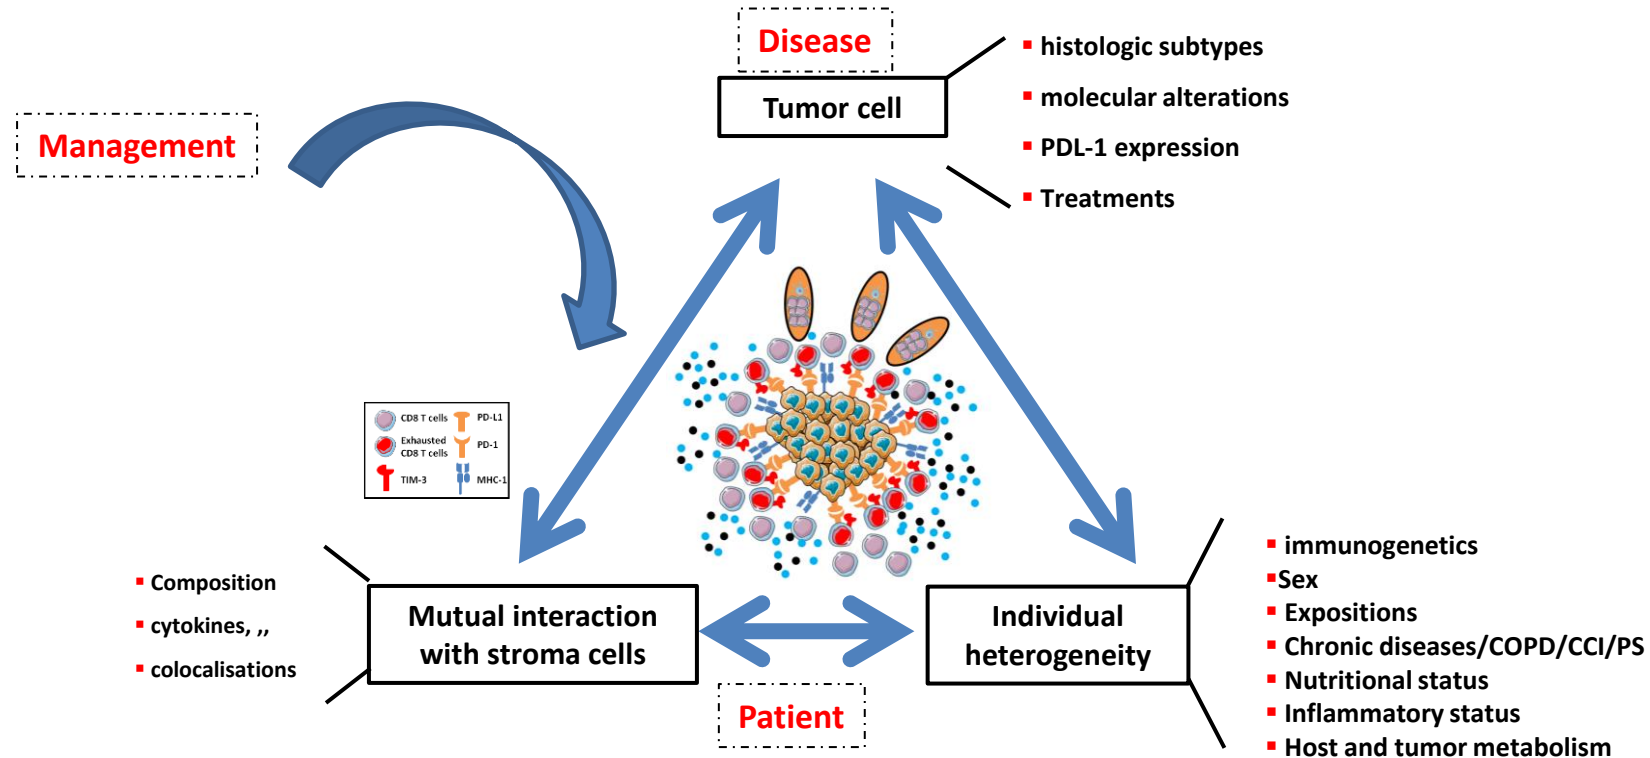 Disease
Tumor cell
▪ histologic subtypes
▪ molecular alterations
▪ PDL-1 expression
▪ Treatments
Management
CD8 T cells
PD-L1
Exhausted
CD8 T cells
PD-1
TIM-3
MHC-1
▪ Composition
▪ cytokines, ,,
▪ colocalisations
Mutual interaction
with stroma cells
Individual
heterogeneity
Patient
▪ immunogenetics
▪Sex
▪ Expositions
▪ Chronic diseases/COPD/CCI/PS
▪ Nutritional status
▪ Inflammatory status
▪ Host and tumor metabolism